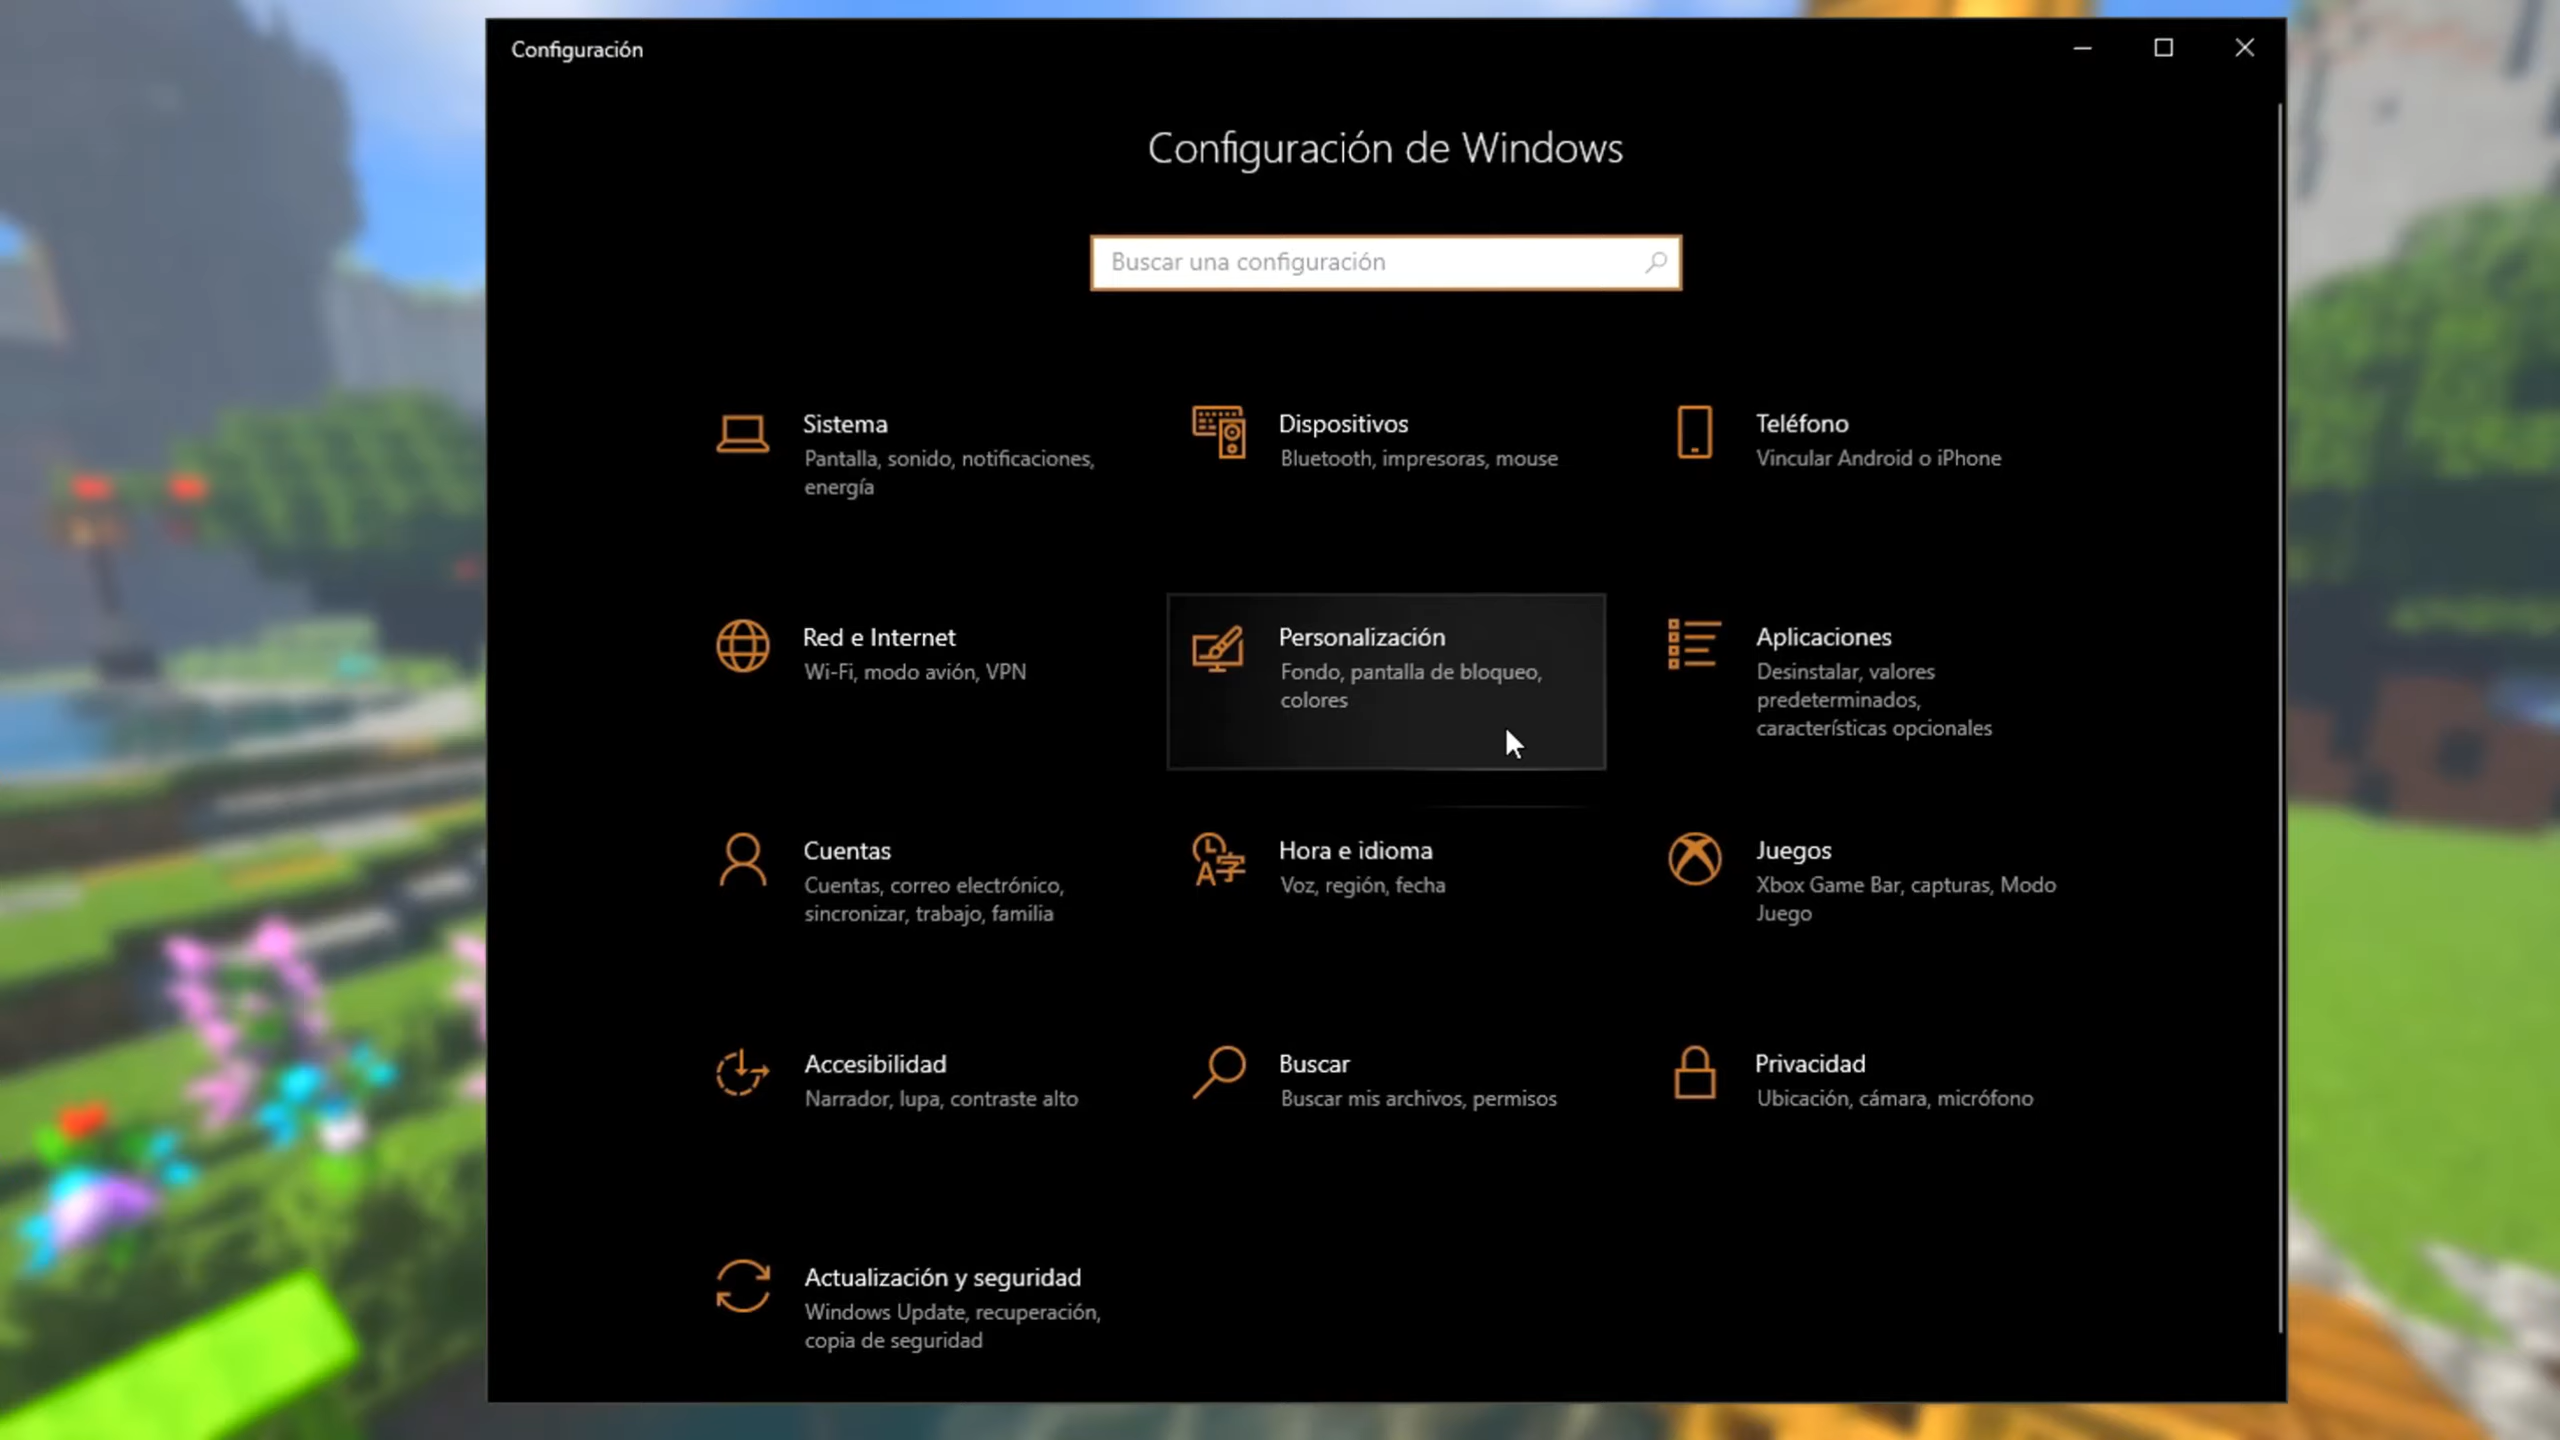 Configuración
Configuración de Windows
Buscar una configuración
Sistema
Pantalla, sonido, notificaciones,
energía
Dispositivos
Bluetooth, impresoras, mouse
Teléfono
Vincular Android o iPhone
Red e Internet
Wi-Fi, modo avión, VPN
Personalización
Fondo, pantalla de bloqueo,
colores
Aplicaciones
Desinstalar, valores
predeterminados,
características opcionales
Cuentas
Cuentas, correo electrónico,
sincronizar, trabajo, familia
Hora e idioma
Voz, región, fecha
Juegos
Xbox Game Bar, capturas, Modo
Juego
Accesibilidad
Narrador, lupa, contraste alto
Buscar
Buscar mis archivos, permisos
Privacidad
Ubicación, cámara, micrófono
Actualización y seguridad
Windows Update, recuperación,
copia de seguridad